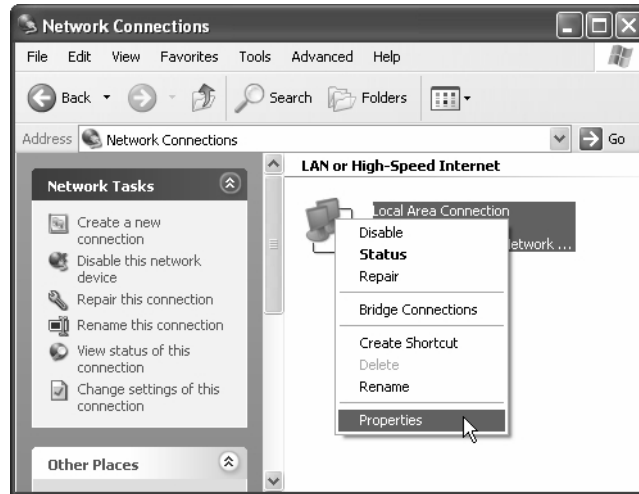 Network Connections
File Edit View Favorites Tools Advanced Help
Back Search Folders
Address Network Connections Go
Network Tasks
Create a new
connection
Disable this network
device
Repair this connection
Rename this connection
View status of this
connection
Change settings of this
connection
Other Places
LAN or High-Speed Internet
Local Area Connection
etwork ...
Disable
Status
Repair
Bridge Connections
Create Shortcut
Delete
Rename
Properties